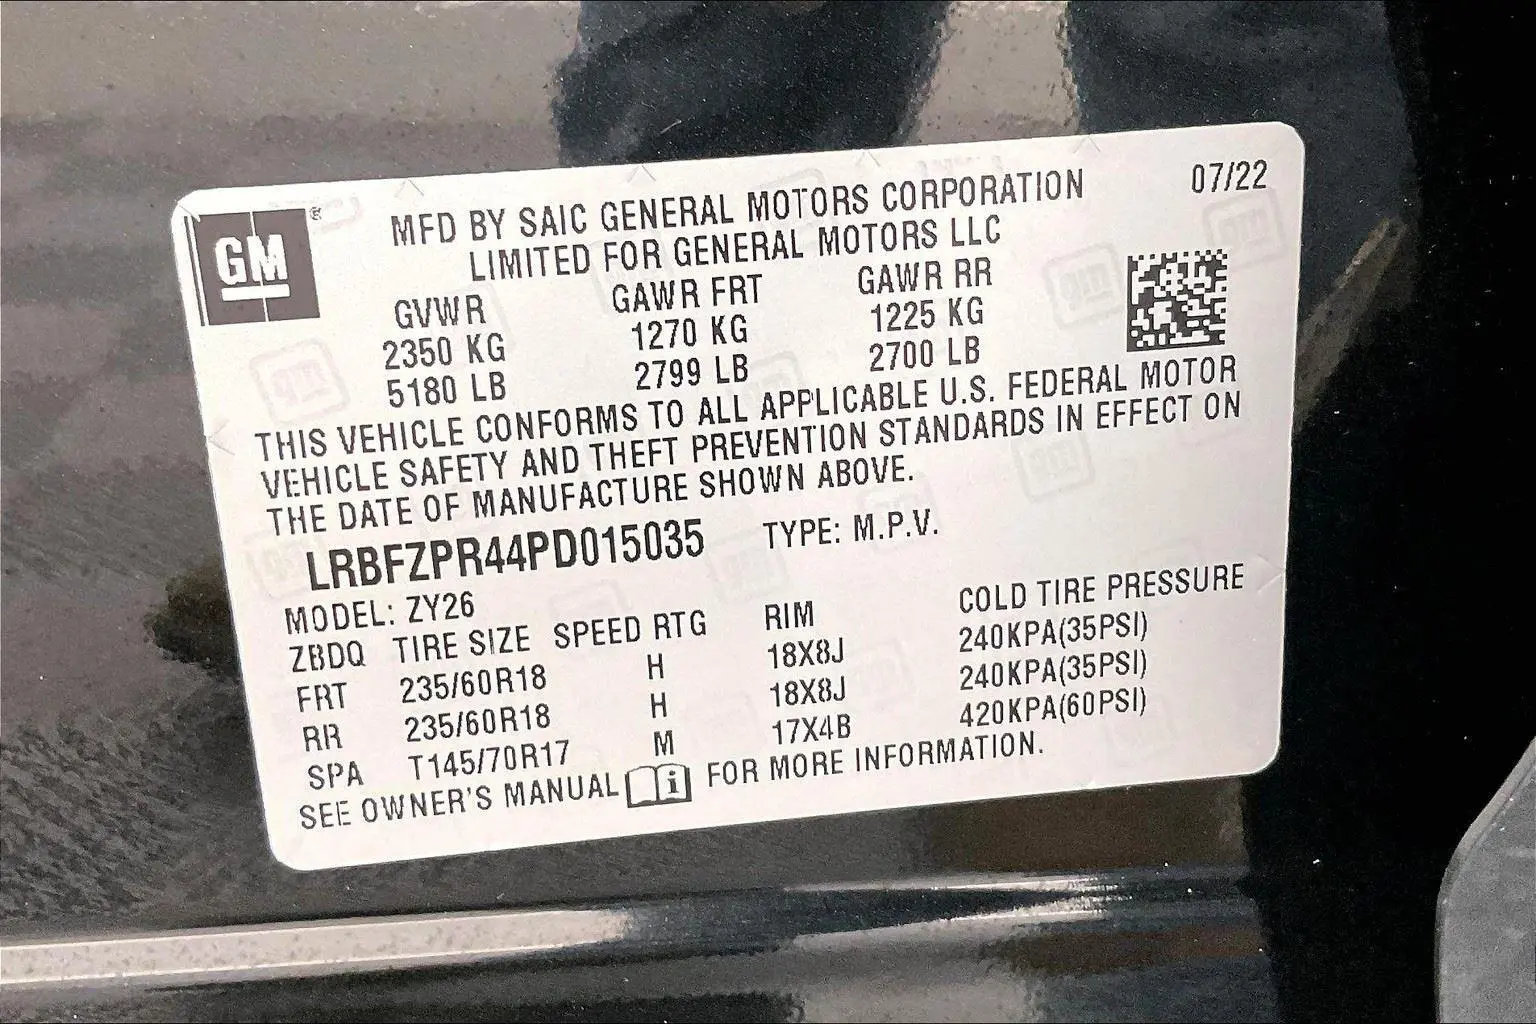 GM®
MFD BY SAIC GENERAL MOTORS CORPORATION 07/22
LIMITED FOR GENERAL MOTORS LLC
GVWR GAWR FRT GAWR RR
2350 KG 1270 KG 1225 KG
5180 LB 2799 LB 2700 LB
THIS VEHICLE CONFORMS TO ALL APPLICABLE U.S. FEDERAL MOTOR
VEHICLE SAFETY AND THEFT PREVENTION STANDARDS IN EFFECT ON
THE DATE OF MANUFACTURE SHOWN ABOVE.
LRBFZPR44PD015035 TYPE: M.P.V.
MODEL: ZY26
ZBDQ TIRE SIZE SPEED RTG RIM COLD TIRE PRESSURE
FRT 235/60R18 H 18X8J 240KPA(35PSI)
RR 235/60R18 H 18X8J 240KPA(35PSI)
SPA T145/70R17 M 17X4B 420KPA(60PSI)
SEE OWNER'S MANUAL i FOR MORE INFORMATION.